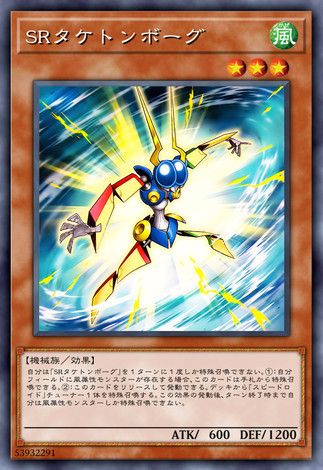 SRタケトンボーグ
風
【機械族/効果】
自分は「SRタケトンボーグ」を１ターンに１度しか特殊召喚できない。①：自分
フィールドに風属性モンスターが存在する場合、このカードは手札から特殊召
喚できる。②：このカードをリリースして発動できる。デッキから「スピードロ
イド」チューナー１体を特殊召喚する。この効果の発動後、ターン終了時まで自
分は風属性モンスターしか特殊召喚できない。
ATK/ 600 DEF/1200
53932291